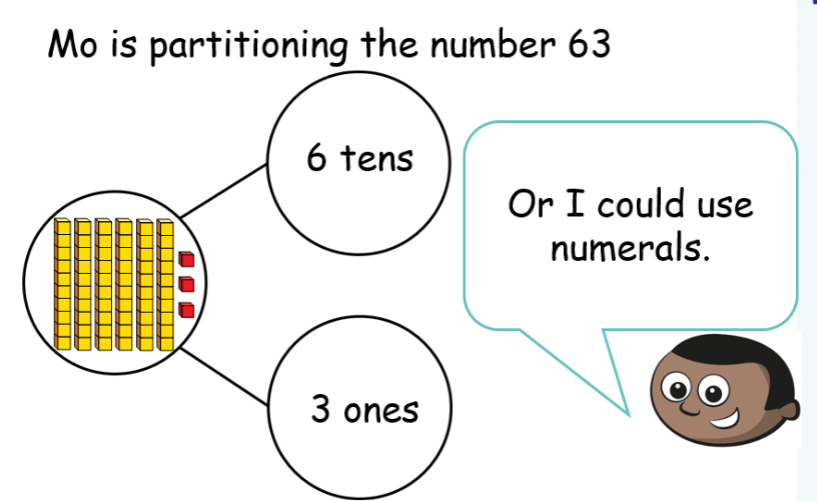 Mo is partitioning the number 63
6 tens
Or I could use
numerals.
3 ones